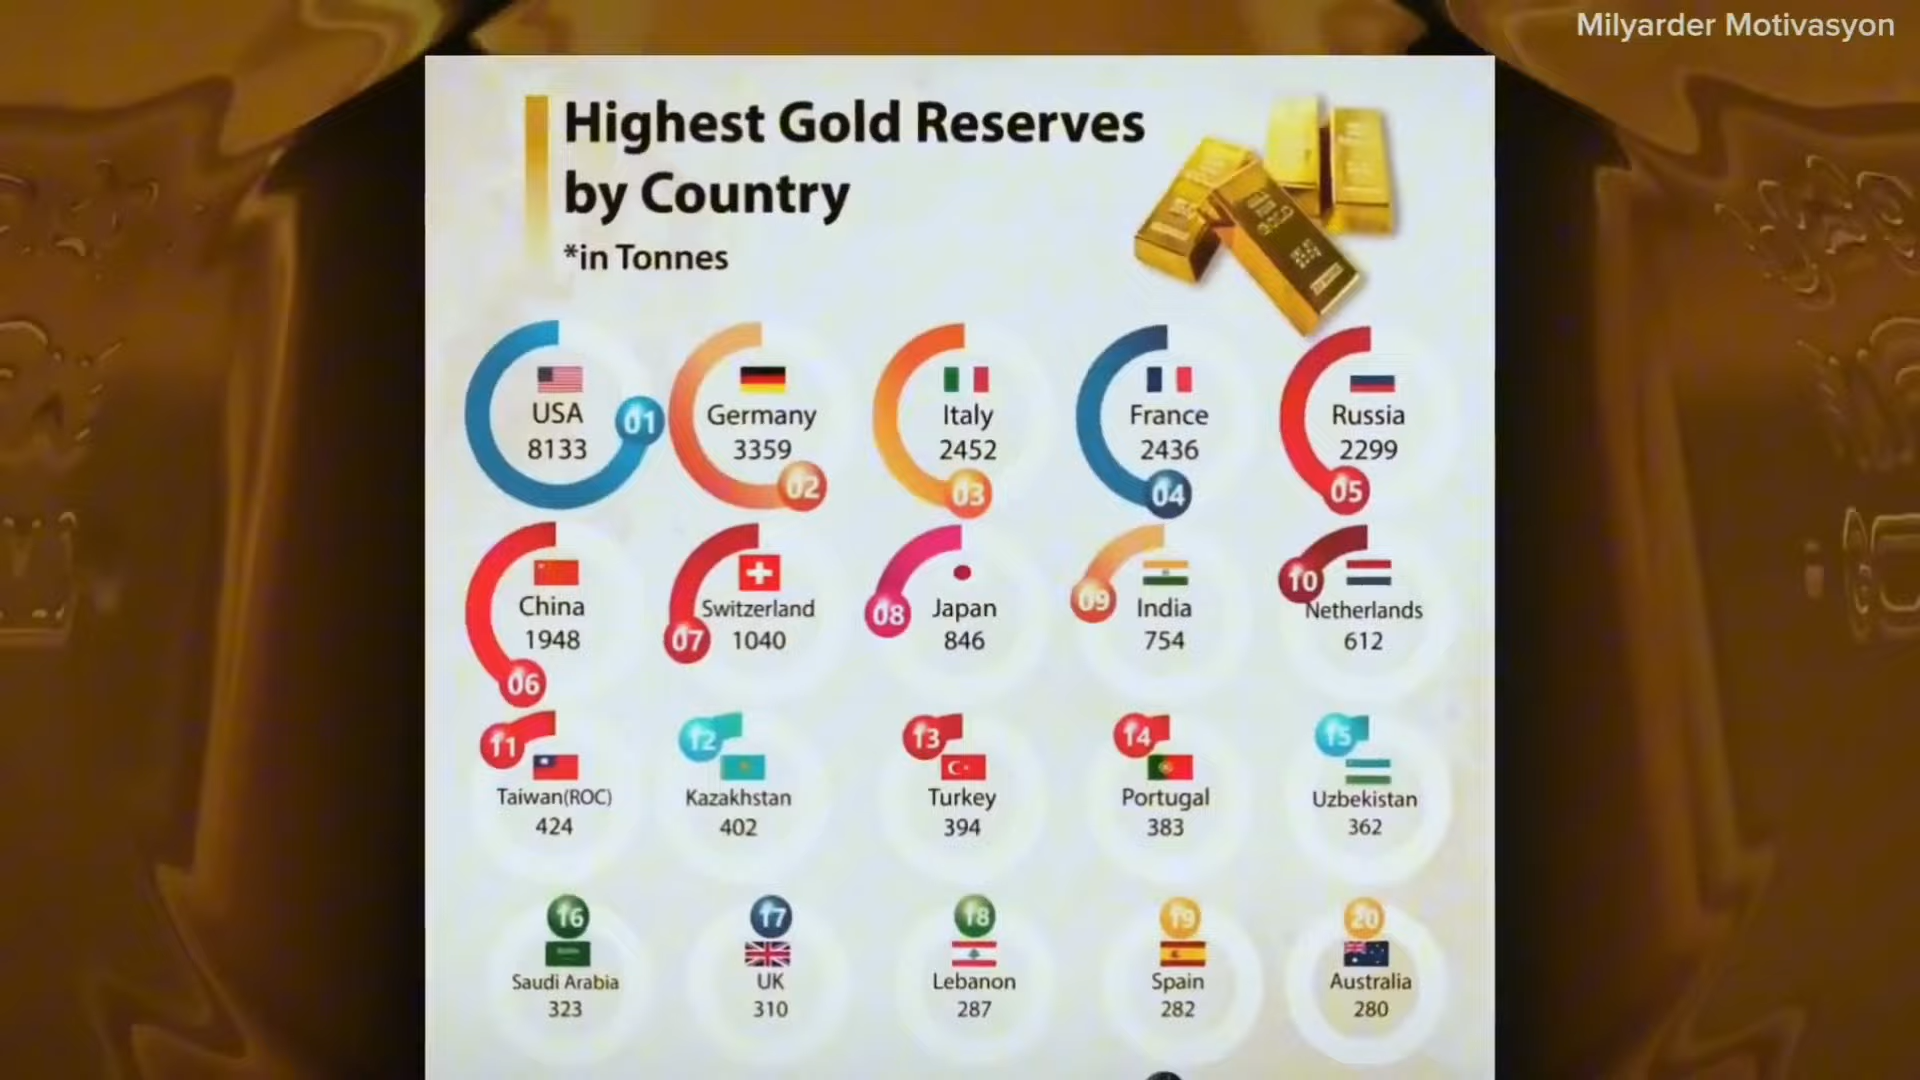 Milyarder Motivasyon
Highest Gold Reserves
by Country
*in Tonnes
USA
8133
01
Germany
3359
02
Italy
2452
03
France
2436
04
Russia
2299
05
China
1948
06
Switzerland
1040
07
Japan
846
08
India
754
09
Netherlands
612
10
11
Taiwan(ROC)
424
12
Kazakhstan
402
13
Turkey
394
14
Portugal
383
15
Uzbekistan
362
16
Saudi Arabia
323
17
UK
310
18
Lebanon
287
19
Spain
282
20
Australia
280